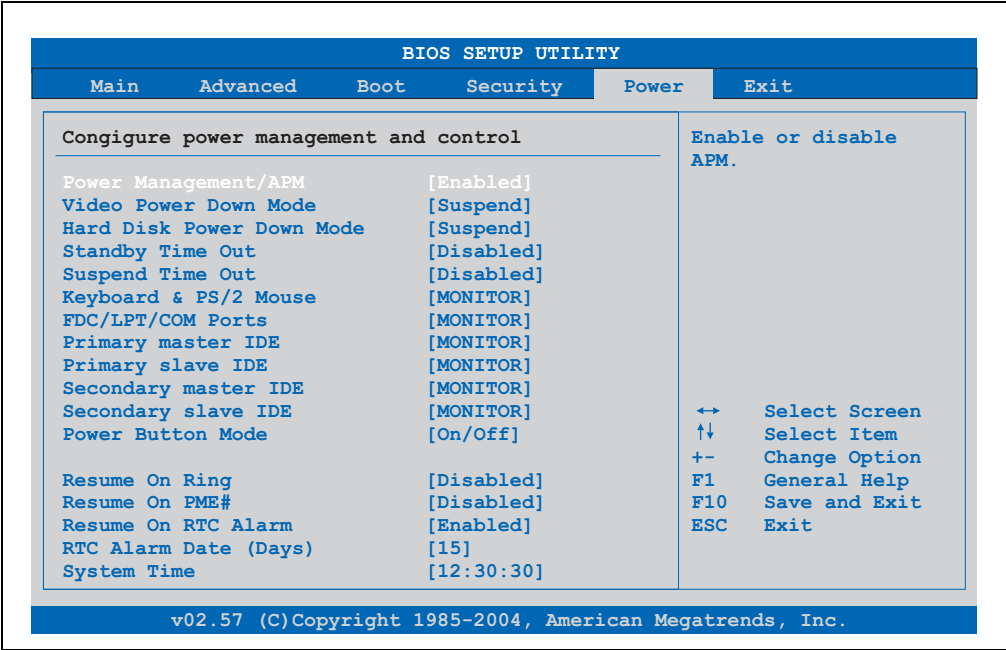 BIOS SETUP UTILITY
Main Advanced Boot Security Power Exit
Congigure power management and control
Power Management/APM [Enabled]
Video Power Down Mode [Suspend]
Hard Disk Power Down Mode [Suspend]
Standby Time Out [Disabled]
Suspend Time Out [Disabled]
Keyboard & PS/2 Mouse [MONITOR]
FDC/LPT/COM Ports [MONITOR]
Primary master IDE [MONITOR]
Primary slave IDE [MONITOR]
Secondary master IDE [MONITOR]
Secondary slave IDE [MONITOR]
Power Button Mode [On/Off]
Resume On Ring [Disabled]
Resume On PME# [Disabled]
Resume On RTC Alarm [Enabled]
RTC Alarm Date (Days) [15]
System Time [12:30:30]
Enable or disable
APM.
↔ Select Screen
↑↓ Select Item
+- Change Option
F1 General Help
F10 Save and Exit
ESC Exit
v02.57 (C)Copyright 1985-2004, American Megatrends, Inc.